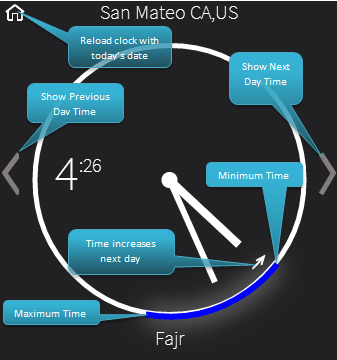 San Mateo CA,US
Reload clock with
today's date
Show Next
Day Time
Show Previous
Day Time
4:26
Minimum Time
Time increases
next day
Maximum Time
Fajr